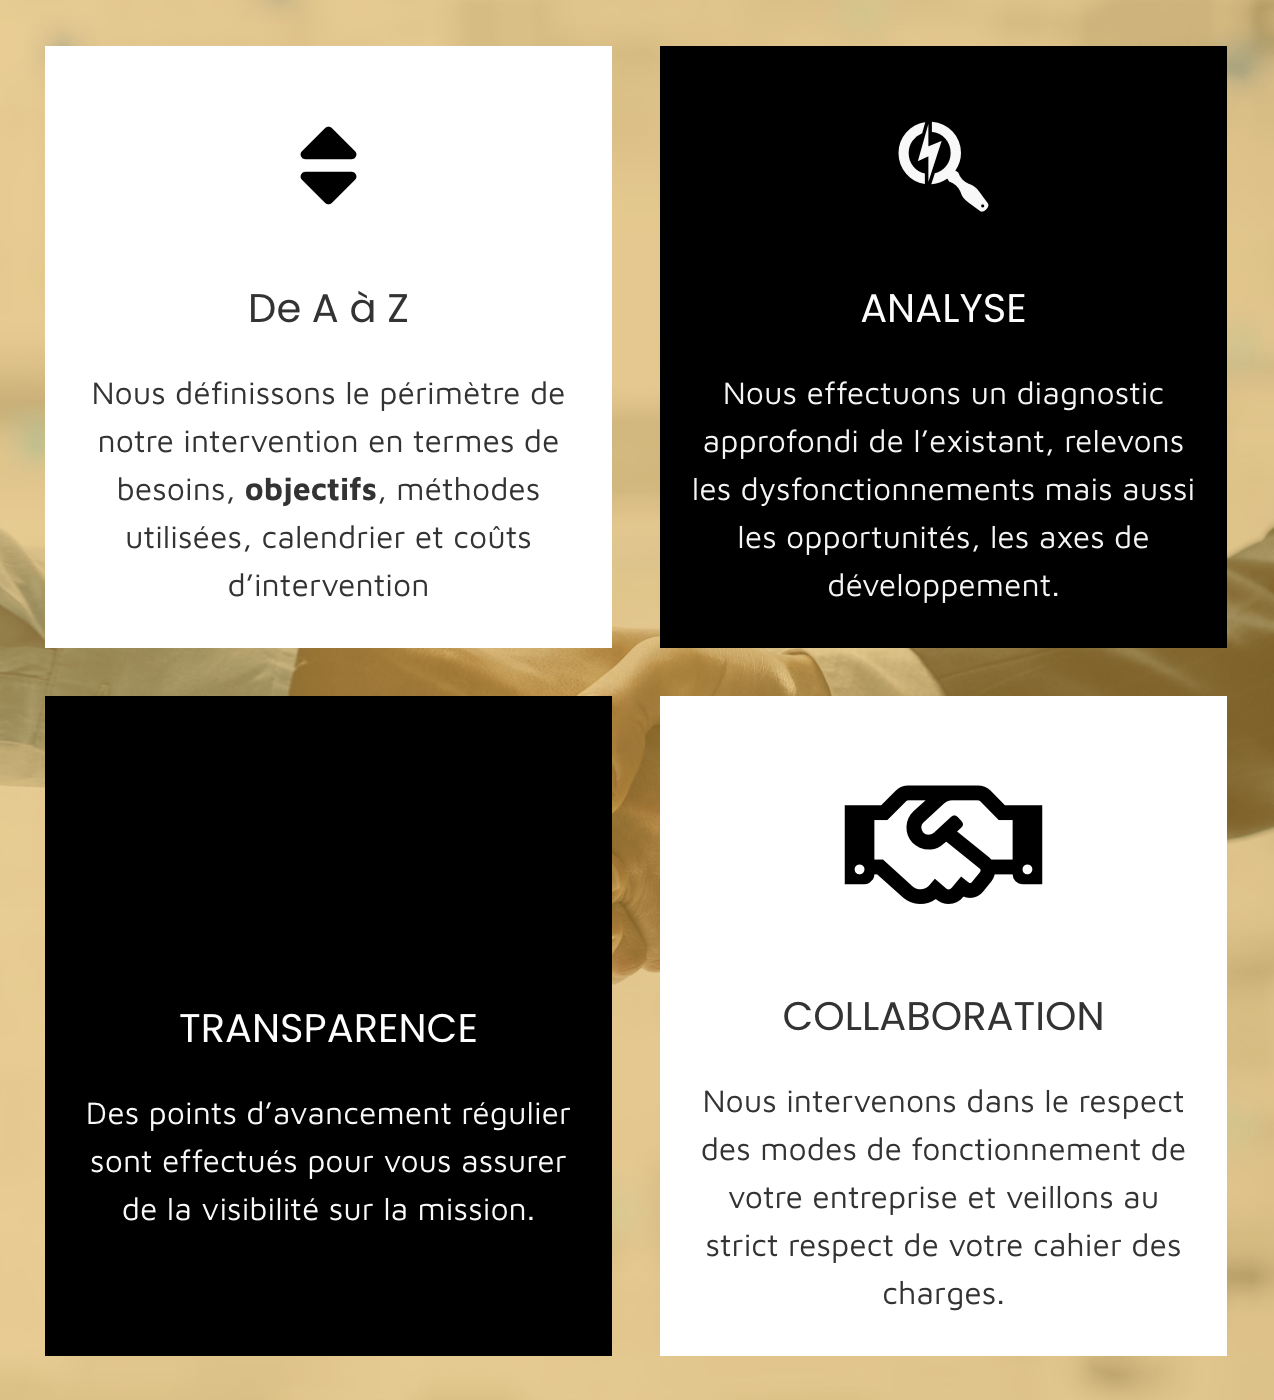 De A à Z
Nous définissons le périmètre de
notre intervention en termes de
besoins, objectifs, méthodes
utilisées, calendrier et coûts
d’intervention
ANALYSE
Nous effectuons un diagnostic
approfondi de l’existant, relevons
les dysfonctionnements mais aussi
les opportunités, les axes de
développement.
TRANSPARENCE
Des points d’avancement régulier
sont effectués pour vous assurer
de la visibilité sur la mission.
COLLABORATION
Nous intervenons dans le respect
des modes de fonctionnement de
votre entreprise et veillons au
strict respect de votre cahier des
charges.